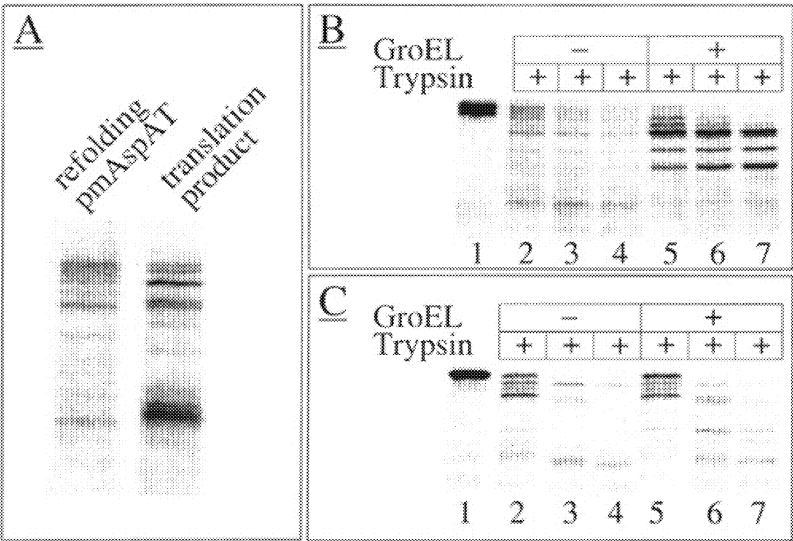 A
refolding
pmAspAT
translation
product
B
GroEL − +
Trypsin + + + + + +
1 2 3 4 5 6 7
C
GroEL − +
Trypsin + + + + + +
1 2 3 4 5 6 7